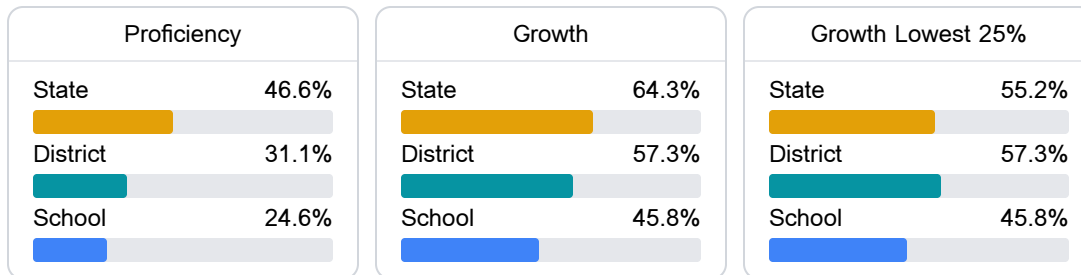 Proficiency
State 46.6%
District 31.1%
School 24.6%
Growth
State 64.3%
District 57.3%
School 45.8%
Growth Lowest 25%
State 55.2%
District 57.3%
School 45.8%